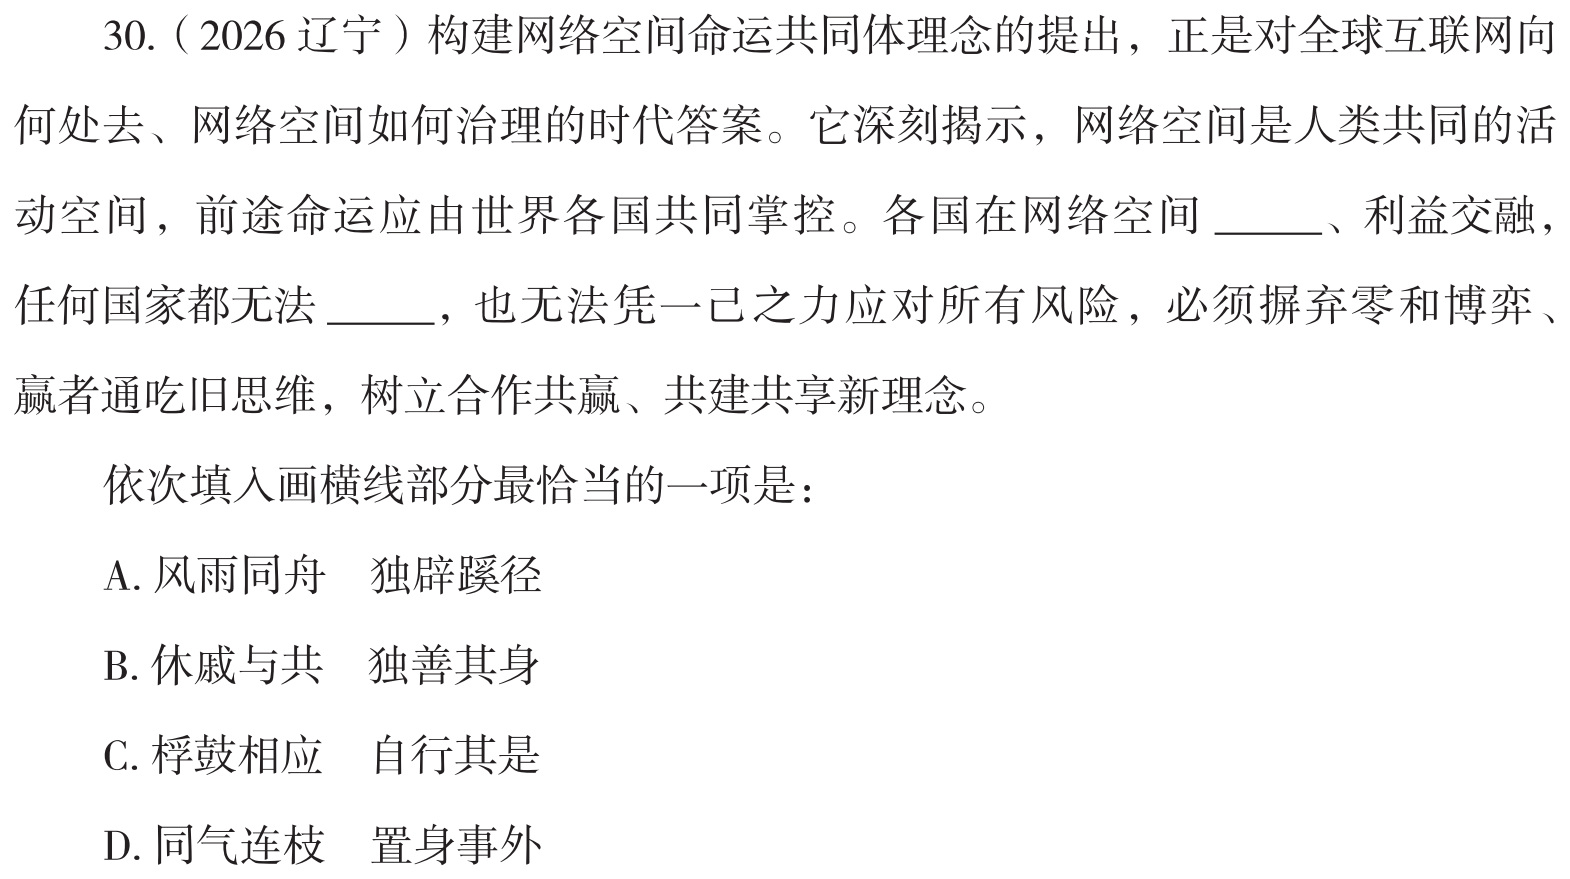 30.（2026 辽宁）构建网络空间命运共同体理念的提出，正是对全球互联网向
何处去、网络空间如何治理的时代答案。它深刻揭示，网络空间是人类共同的活
动空间，前途命运应由世界各国共同掌控。各国在网络空间 _____、利益交融，
任何国家都无法 _____，也无法凭一己之力应对所有风险，必须摒弃零和博弈、
赢者通吃旧思维，树立合作共赢、共建共享新理念。
依次填入画横线部分最恰当的一项是：
A. 风雨同舟　独辟蹊径
B. 休戚与共　独善其身
C. 桴鼓相应　自行其是
D. 同气连枝　置身事外